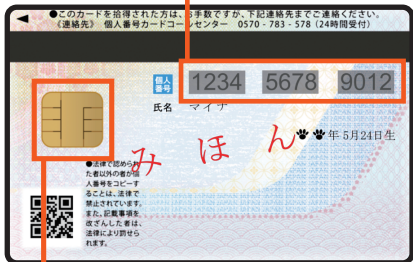 ●このカードを拾得された方は、お手数ですが、下記連絡先までご連絡ください。
《連絡先》 個人番号カードコールセンター 0570-783-578 (24時間受付)
個人番号 1234 5678 9012
氏名 マイナ
年 5月24日生
みほん
●法律で認められ
た者以外の者が個
人番号をコピーす
ることは、法律で
禁止されています。
また、記載事項を
改ざんした者は、
法律により罰せら
れます。